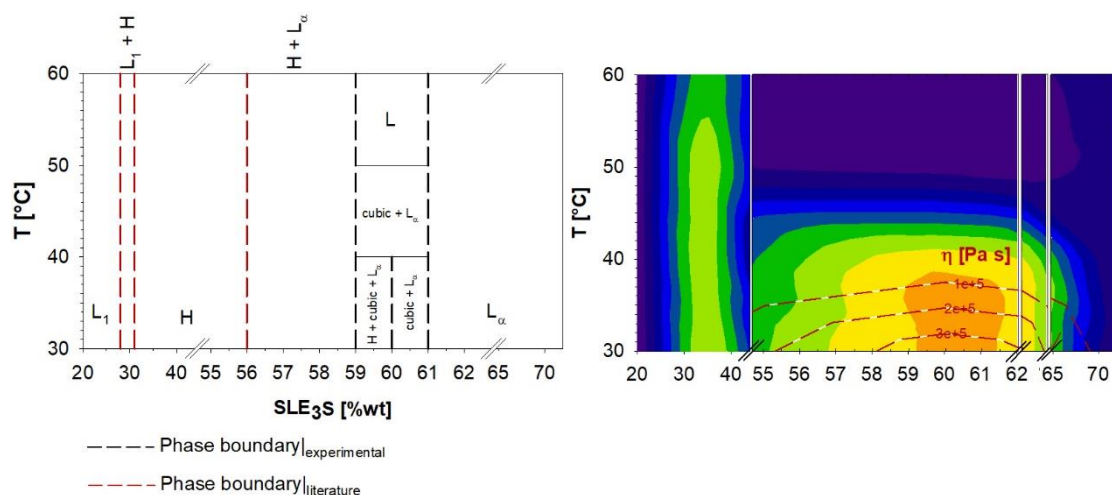 L₁ + H
H + Lα
60
50
40
30
T [°C]
L
cubic + Lα
H + cubic + Lα
cubic + Lα
L₁
H
Lα
20 30 40 55 56 57 58 59 60 61 62 65 70
SLE₃S [%wt]
Phase boundary|experimental
Phase boundary|literature
60
50
40
30
T [°C]
η [Pa s]
1e+5
2e+5
3e+5
20 30 40 55 56 57 58 59 60 61 62 65 70